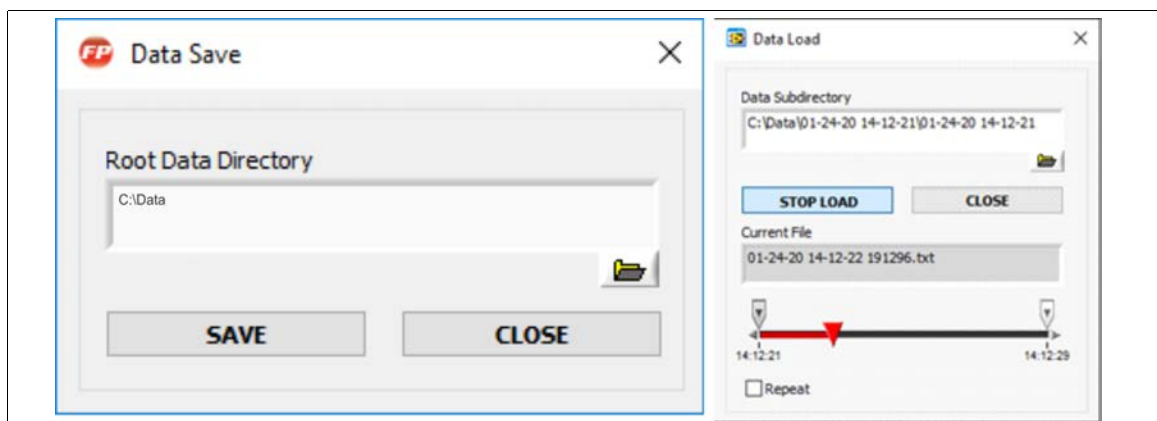 FP Data Save
Root Data Directory
C:\Data
SAVE CLOSE
Data Load
Data Subdirectory
C:\Data\01-24-20 14-12-21\01-24-20 14-12-21
STOP LOAD CLOSE
Current File
01-24-20 14-12-22 191296.txt
14:12:21 14:12:29
Repeat